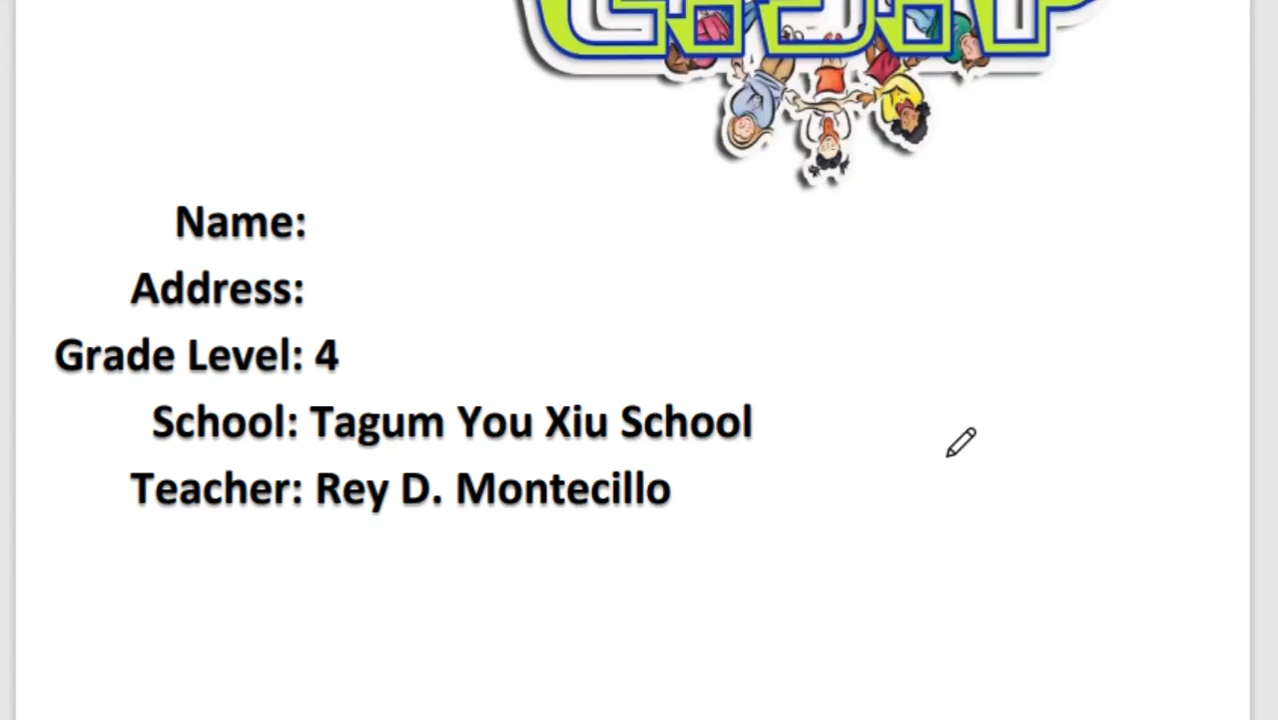 Name:
Address:
Grade Level: 4
School: Tagum You Xiu School
Teacher: Rey D. Montecillo